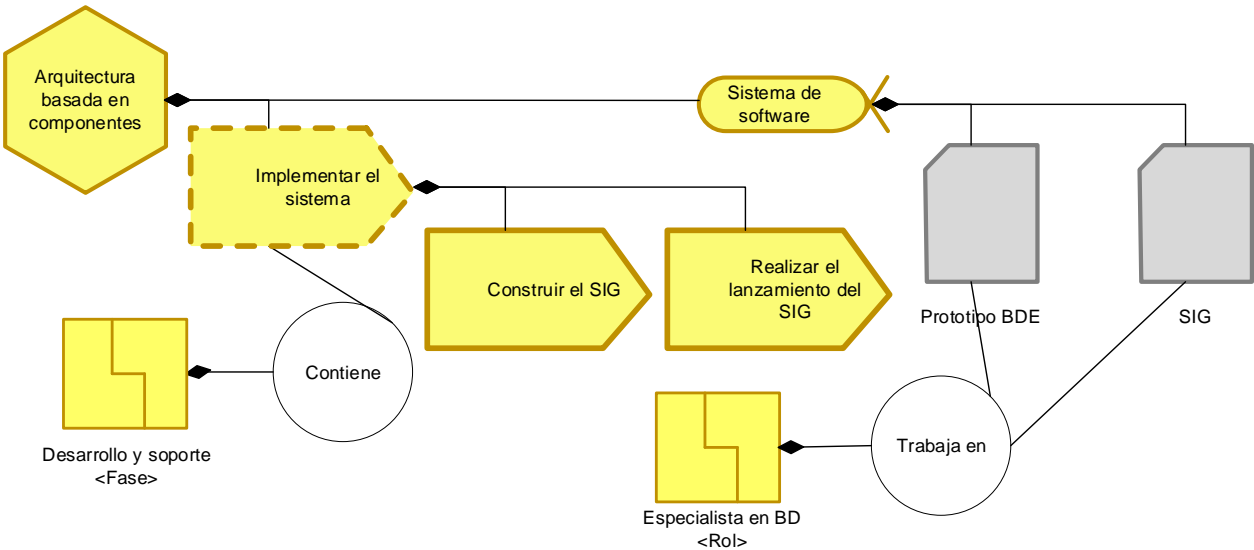 Arquitectura
basada en
componentes
Sistema de
software
Implementar el
sistema
Construir el SIG
Realizar el
lanzamiento del
SIG
Prototipo BDE
SIG
Contiene
Desarrollo y soporte
<Fase>
Trabaja en
Especialista en BD
<Rol>